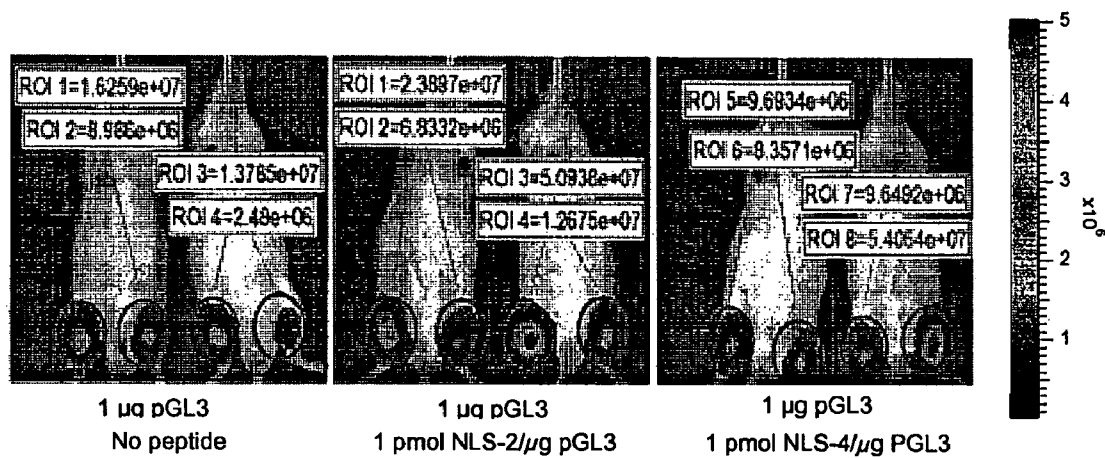 ROI 1=1.6259e+07
ROI 2=8.986e+06
ROI 3=1.3785e+07
ROI 4=2.48e+06
1 µg pGL3
No peptide
ROI 1=2.3897e+07
ROI 2=6.8332e+06
ROI 3=5.0938e+07
ROI 4=1.2675e+07
1 µg pGL3
1 pmol NLS-2/µg pGL3
ROI 5=9.6934e+06
ROI 6=8.3571e+06
ROI 7=9.6492e+06
ROI 8=5.4064e+07
1 µg pGL3
1 pmol NLS-4/µg PGL3
5
4
3
2
1
x10⁶